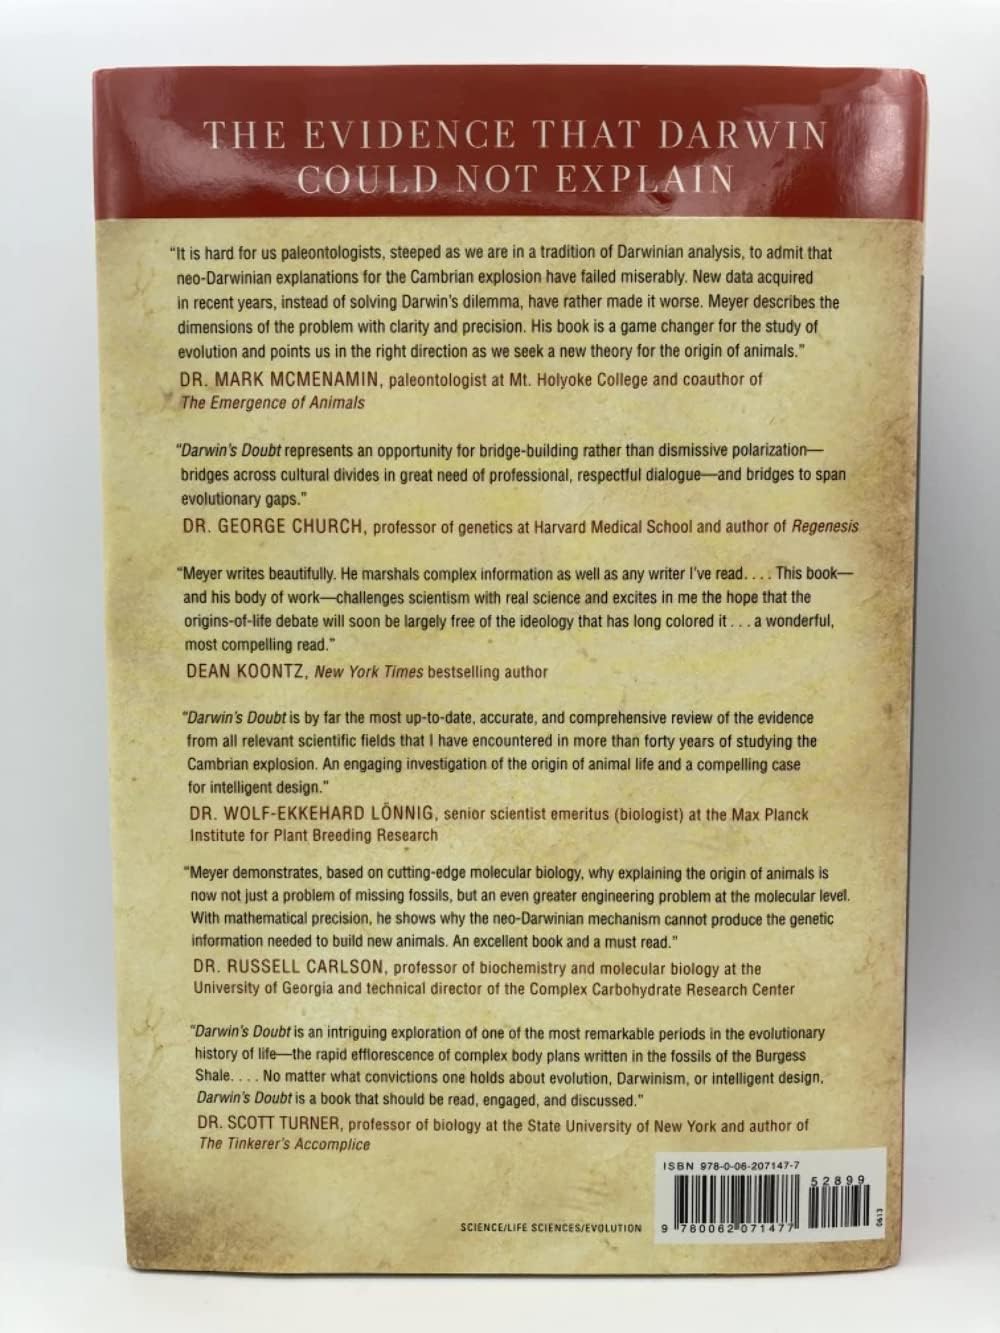 THE EVIDENCE THAT DARWIN
COULD NOT EXPLAIN
“It is hard for us paleontologists, steeped as we are in a tradition of Darwinian analysis, to admit that
neo-Darwinian explanations for the Cambrian explosion have failed miserably. New data acquired
in recent years, instead of solving Darwin’s dilemma, have rather made it worse. Meyer describes the
dimensions of the problem with clarity and precision. His book is a game changer for the study of
evolution and points us in the right direction as we seek a new theory for the origin of animals.”
DR. MARK MCMENAMIN, paleontologist at Mt. Holyoke College and coauthor of
The Emergence of Animals
“Darwin’s Doubt represents an opportunity for bridge-building rather than dismissive polarization—
bridges across cultural divides in great need of professional, respectful dialogue—and bridges to span
evolutionary gaps.”
DR. GEORGE CHURCH, professor of genetics at Harvard Medical School and author of Regenesis
“Meyer writes beautifully. He marshals complex information as well as any writer I’ve read. . . . This book—
and his body of work—challenges scientism with real science and excites in me the hope that the
origins-of-life debate will soon be largely free of the ideology that has long colored it . . . a wonderful,
most compelling read.”
DEAN KOONTZ, New York Times bestselling author
“Darwin’s Doubt is by far the most up-to-date, accurate, and comprehensive review of the evidence
from all relevant scientific fields that I have encountered in more than forty years of studying the
Cambrian explosion. An engaging investigation of the origin of animal life and a compelling case
for intelligent design.”
DR. WOLF-EKKEHARD LÖNNIG, senior scientist emeritus (biologist) at the Max Planck
Institute for Plant Breeding Research
“Meyer demonstrates, based on cutting-edge molecular biology, why explaining the origin of animals is
now not just a problem of missing fossils, but an even greater engineering problem at the molecular level.
With mathematical precision, he shows why the neo-Darwinian mechanism cannot produce the genetic
information needed to build new animals. An excellent book and a must read.”
DR. RUSSELL CARLSON, professor of biochemistry and molecular biology at the
University of Georgia and technical director of the Complex Carbohydrate Research Center
“Darwin’s Doubt is an intriguing exploration of one of the most remarkable periods in the evolutionary
history of life—the rapid efflorescence of complex body plans written in the fossils of the Burgess
Shale. . . . No matter what convictions one holds about evolution, Darwinism, or intelligent design,
Darwin’s Doubt is a book that should be read, engaged, and discussed.”
DR. SCOTT TURNER, professor of biology at the State University of New York and author of
The Tinkerer’s Accomplice
ISBN 978-0-06-207147-7
52899
9 780062 071477
0613
SCIENCE/LIFE SCIENCES/EVOLUTION